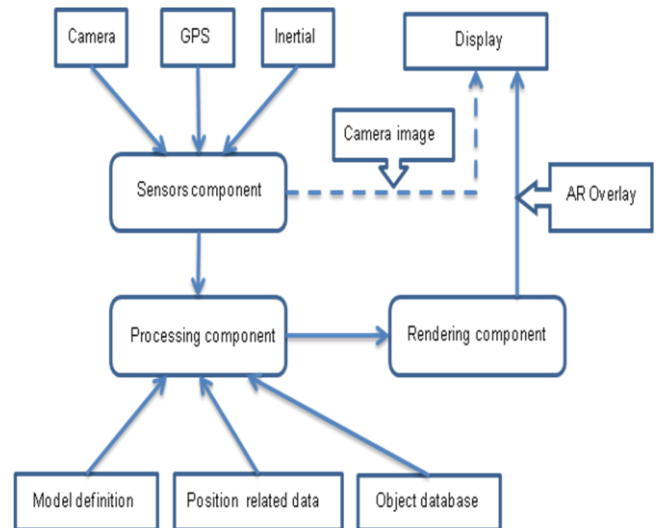 Camera
GPS
Inertial
Display
Camera image
Sensors component
AR Overlay
Processing component
Rendering component
Model definition
Position related data
Object database